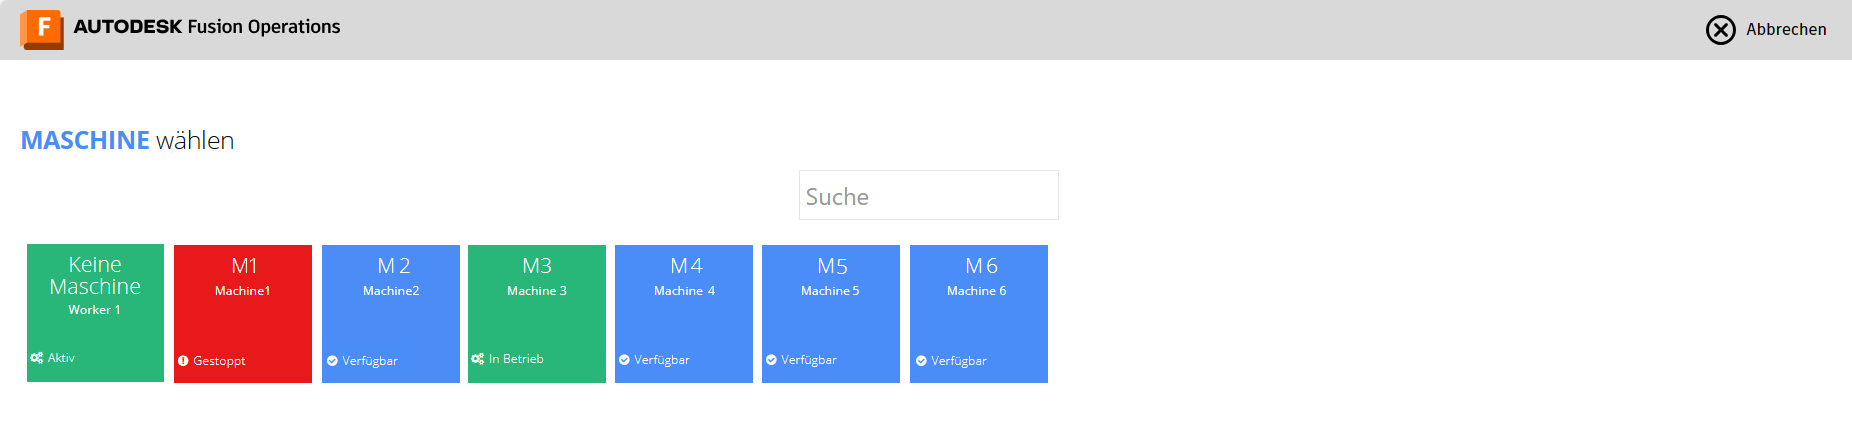 F AUTODESK Fusion Operations
Abbrechen
MASCHINE wählen
Suche
Keine
Maschine
Worker 1
Aktiv
M1
Machine1
Gestoppt
M 2
Machine2
Verfügbar
M3
Machine 3
In Betrieb
M 4
Machine 4
Verfügbar
M5
Machine 5
Verfügbar
M 6
Machine 6
Verfügbar